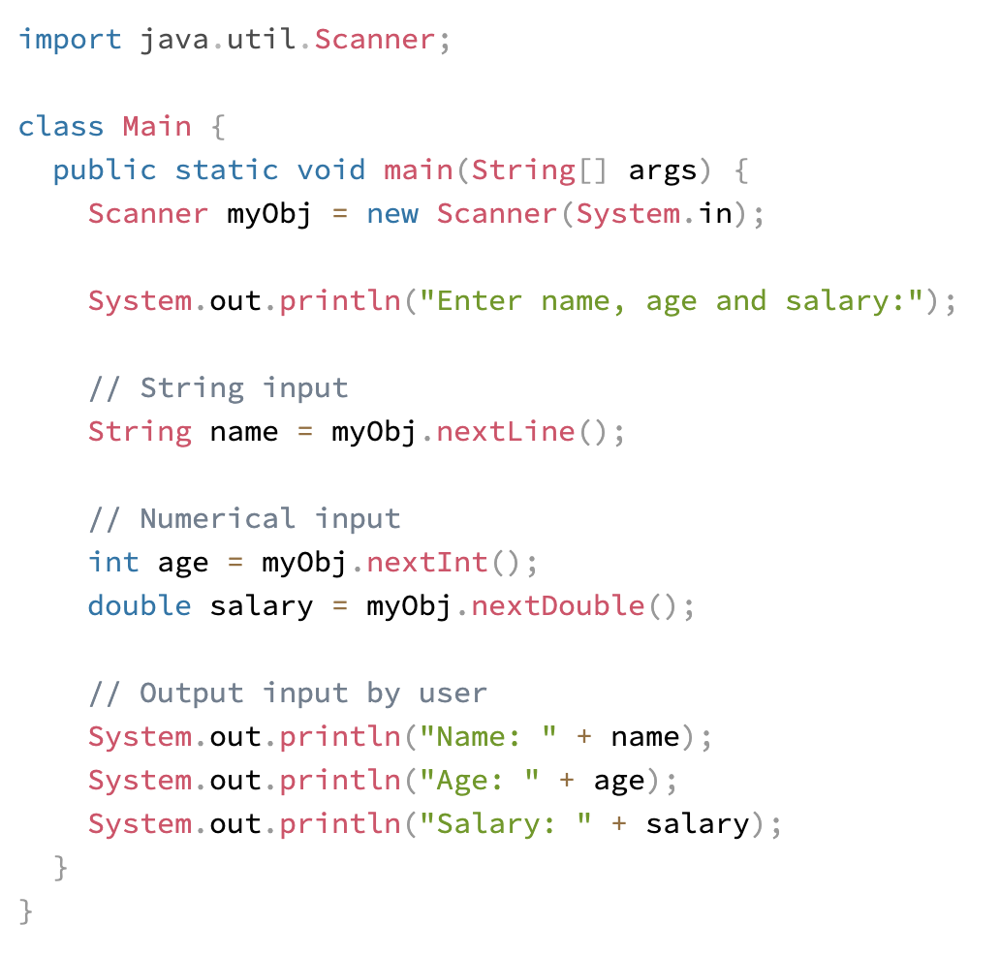 import java.util.Scanner;

class Main {
  public static void main(String[] args) {
    Scanner myObj = new Scanner(System.in);

    System.out.println("Enter name, age and salary:");

    // String input
    String name = myObj.nextLine();

    // Numerical input
    int age = myObj.nextInt();
    double salary = myObj.nextDouble();

    // Output input by user
    System.out.println("Name: " + name);
    System.out.println("Age: " + age);
    System.out.println("Salary: " + salary);
  }
}